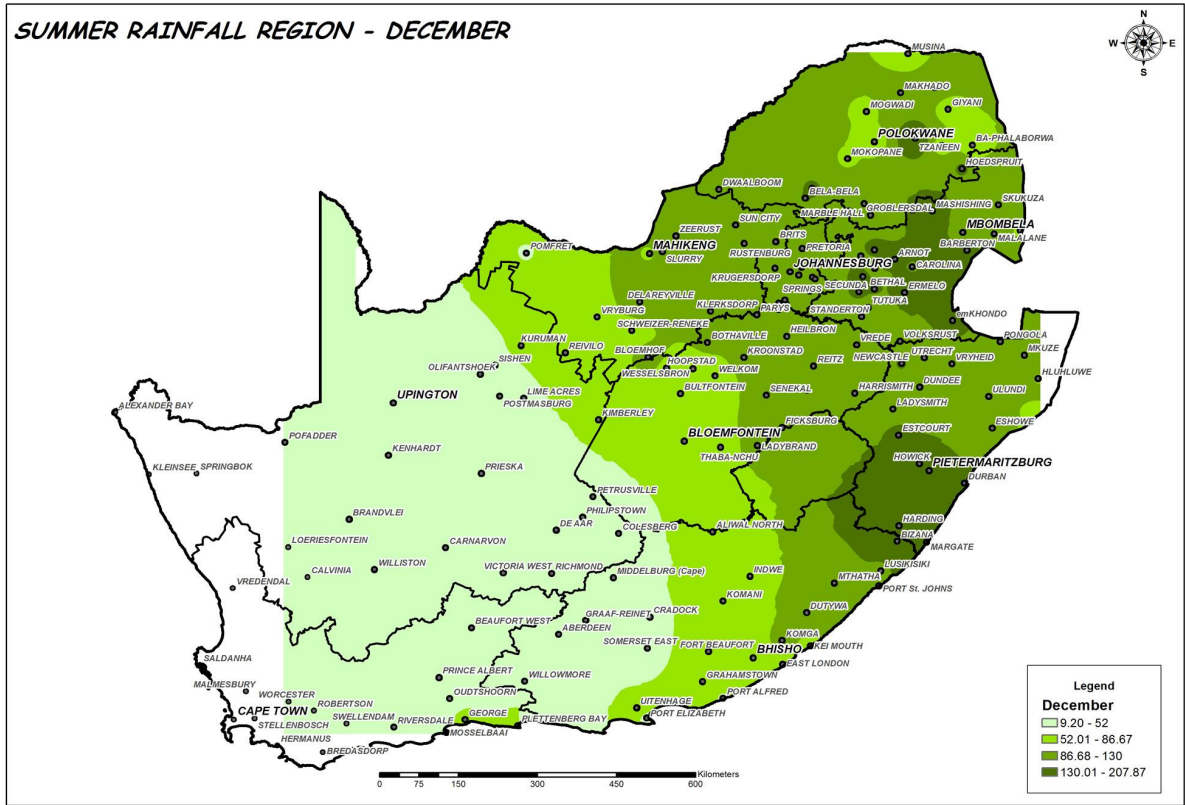 SUMMER RAINFALL REGION - DECEMBER
N
W
E
S
MUSINA
MAKHADO
MOGWADI
GIYANI
POLOKWANE
TZANEEN
BA-PHALABORWA
MOKOPANE
HOEDSPRUIT
DWAALBOOM
BELA-BELA
MASHISHING
SKUKUZA
MARBLE HALL
GROBLERSDAL
SUN CITY
MBOMBELA
ZEERUST
BRITS
MALALANE
POMFRET
MAHIKENG
PRETORIA
BARBERTON
SLURRY
RUSTENBURG
ARNOT
JOHANNESBURG
CAROLINA
KRUGERSDORP
SPRINGS
SECUNDA
BETHAL
ERMELO
DELAREYVILLE
TUTUKA
KLERKSDORP
PARYS
STANDERTON
VRYBURG
emKHONDO
SCHWEIZER-RENEKE
HEILBRON
BOTHAVILLE
VREDE
VOLKSRUST
PONGOLA
KURUMAN
REIVILO
BLOEMHOF
KROONSTAD
REITZ
NEWCASTLE
UTRECHT
VRYHEID
MKUZE
SISHEN
HOOPSTAD
OLIFANTSHOEK
WESSELSBRON
WELKOM
HLUHLUWE
BULTFONTEIN
SENEKAL
HARRISMITH
DUNDEE
ULUNDI
UPINGTON
LIME ACRES
POSTMASBURG
LADYSMITH
ALEXANDER BAY
KIMBERLEY
FICKSBURG
ESTCOURT
ESHOWE
POFADDER
BLOEMFONTEIN
LADYBRAND
KENHARDT
THABA-NCHU
HOWICK
PIETERMARITZBURG
KLEINSEE
SPRINGBOK
PRIESKA
DURBAN
PETRUSVILLE
BRANDVLEI
PHILIPSTOWN
DE AAR
COLESBERG
ALIWAL NORTH
HARDING
BIZANA
LOERIESFONTEIN
CARNARVON
MARGATE
WILLISTON
VICTORIA WEST
RICHMOND
MIDDELBURG (Cape)
INDWE
LUSIKISIKI
CALVINIA
MTHATHA
VREDENDAL
PORT St. JOHNS
KOMANI
GRAAF-REINET
CRADOCK
DUTYWA
BEAUFORT WEST
ABERDEEN
SOMERSET EAST
FORT BEAUFORT
KOMGA
KEI MOUTH
BHISHO
SALDANHA
EAST LONDON
PRINCE ALBERT
WILLOWMORE
GRAHAMSTOWN
MALMESBURY
WORCESTER
OUDTSHOORN
PORT ALFRED
ROBERTSON
UITENHAGE
CAPE TOWN
SWELLENDAM
GEORGE
PORT ELIZABETH
STELLENBOSCH
RIVERSDALE
PLETTENBERG BAY
HERMANUS
MOSSELBAAI
BREDASDORP
Legend
December
9.20 - 52
52.01 - 86.67
86.68 - 130
130.01 - 207.87
Kilometers
0 75 150 300 450 600